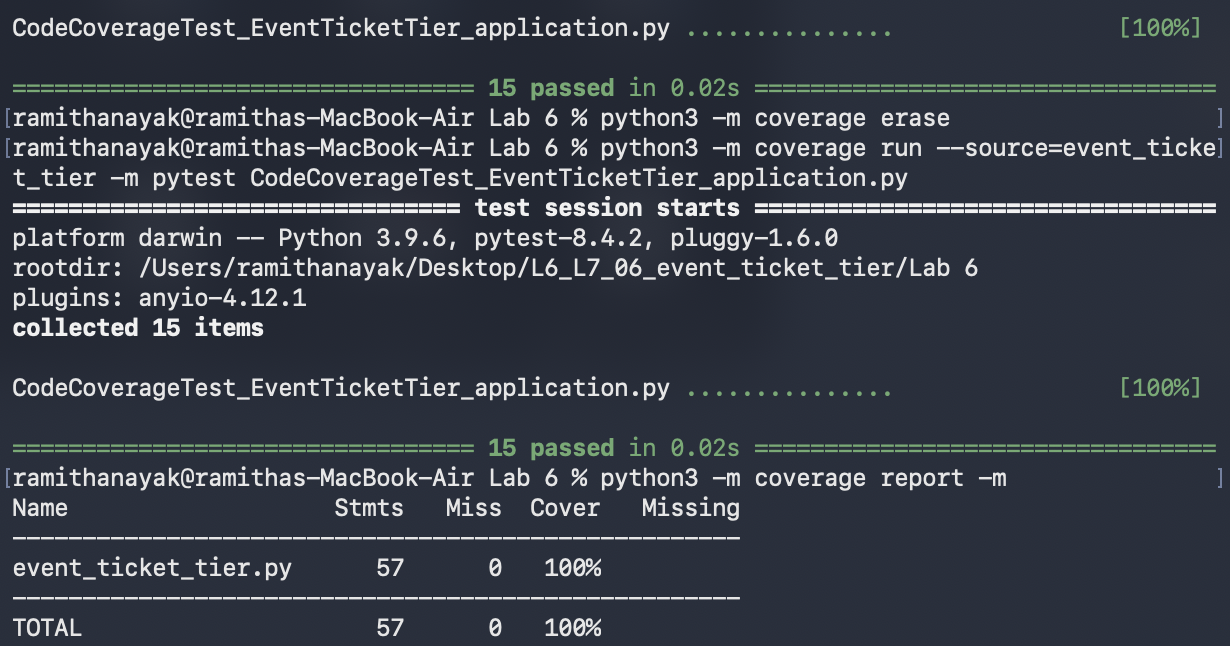 CodeCoverageTest_EventTicketTier_application.py ............... [100%]
================================= 15 passed in 0.02s =================================
[ramithanayak@ramithas-MacBook-Air Lab 6 % python3 -m coverage erase ]
[ramithanayak@ramithas-MacBook-Air Lab 6 % python3 -m coverage run --source=event_ticke]
t_tier -m pytest CodeCoverageTest_EventTicketTier_application.py
================================ test session starts =================================
platform darwin -- Python 3.9.6, pytest-8.4.2, pluggy-1.6.0
rootdir: /Users/ramithanayak/Desktop/L6_L7_06_event_ticket_tier/Lab 6
plugins: anyio-4.12.1
collected 15 items
CodeCoverageTest_EventTicketTier_application.py ............... [100%]
================================= 15 passed in 0.02s =================================
[ramithanayak@ramithas-MacBook-Air Lab 6 % python3 -m coverage report -m ]
Name Stmts Miss Cover Missing
----------------------------------------------------
event_ticket_tier.py 57 0 100%
----------------------------------------------------
TOTAL 57 0 100%